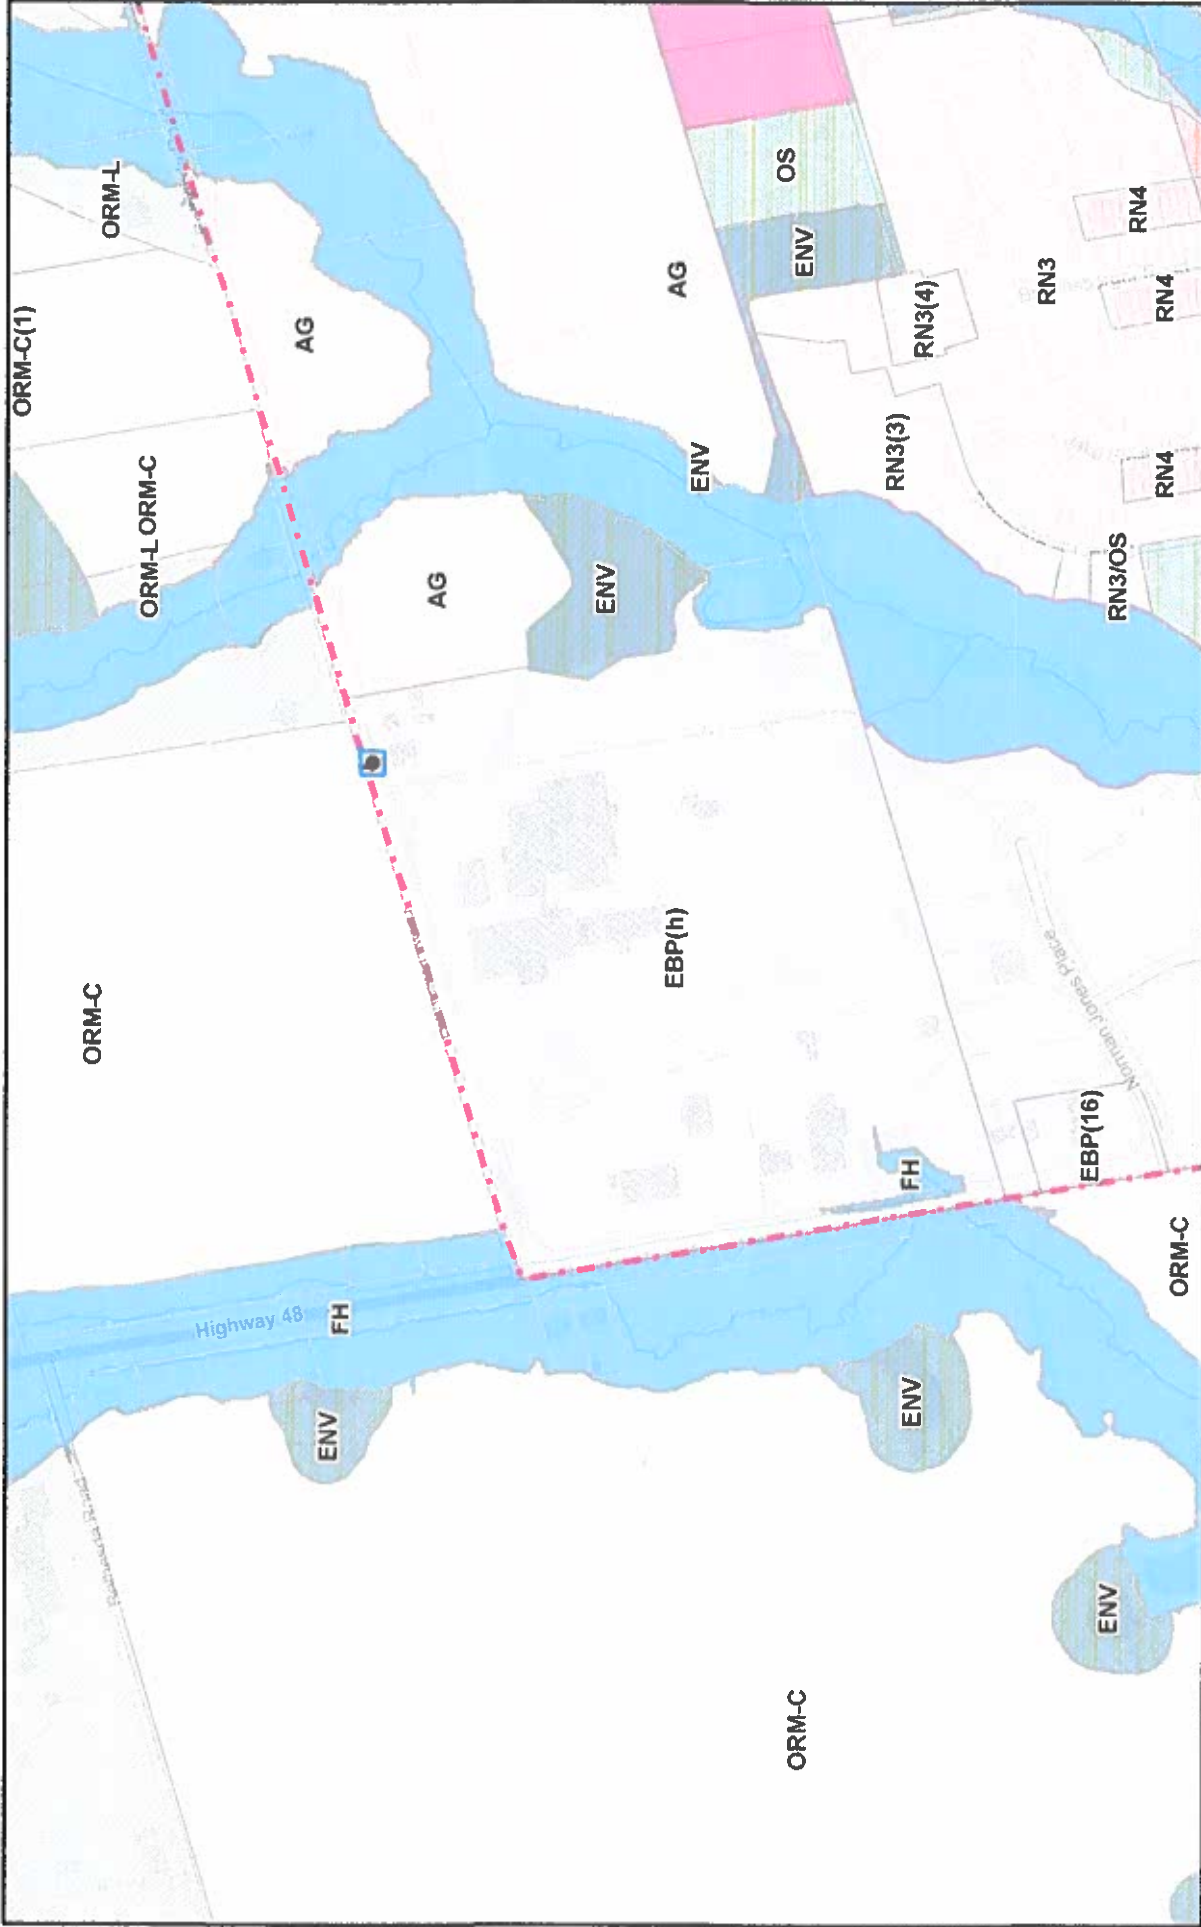 ORM-C(1)
ORM-L
ORM-L
ORM-C
AG
AG
AG
OS
ENV
ENV
ENV
RN3(4)
RN3
RN4
RN4
RN4
RN3(3)
RN3/OS
ORM-C
EBP(h)
EBP(16)
Norman Jones Place
FH
FH
Highway 48
ENV
ENV
ENV
ORM-C
ORM-C